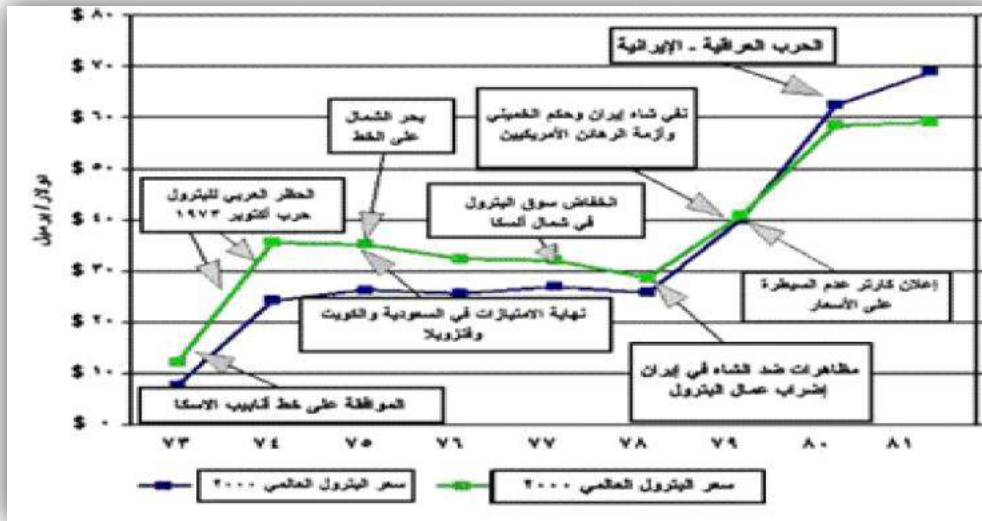 $ ٨٠
$ ٧٠
$ ٦٠
$ ٥٠
$ ٤٠
$ ٣٠
$ ٢٠
$ ١٠
$ ٠
دولار/برميل
الحرب العراقية - الإيرانية
نفي شاه إيران وحكم الخميني
وأزمة الرهائن الأمريكيين
بحر الشمال
على الخط
الحظر العربي للبترول
حرب أكتوبر ١٩٧٣
انخفاض سوق البترول
في شمال ألسكا
إعلان كارتر عدم السيطرة
على الأسعار
نهاية الامتيازات في السعودية والكويت
وفنزويلا
مظاهرات ضد الشاه في إيران
إضراب عمال البترول
الموافقة على خط أنابيب الاسكا
٧٣ ٧٤ ٧٥ ٧٦ ٧٧ ٧٨ ٧٩ ٨٠ ٨١
سعر البترول العالمي ٢٠٠٠
سعر البترول العالمي ٢٠٠٠